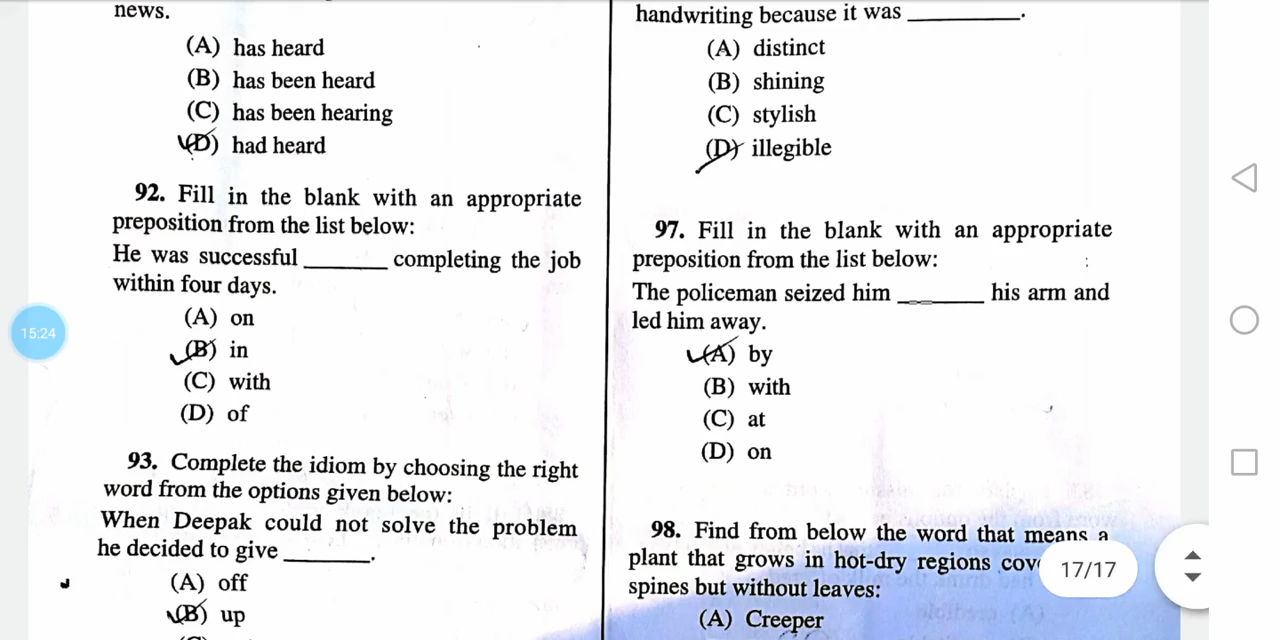 news.
(A) has heard
(B) has been heard
(C) has been hearing
(D) had heard
92. Fill in the blank with an appropriate
preposition from the list below:
He was successful ______ completing the job
within four days.
(A) on
(B) in
(C) with
(D) of
93. Complete the idiom by choosing the right
word from the options given below:
When Deepak could not solve the problem
he decided to give ______.
(A) off
(B) up
handwriting because it was ______.
(A) distinct
(B) shining
(C) stylish
(D) illegible
97. Fill in the blank with an appropriate
preposition from the list below:
The policeman seized him ______ his arm and
led him away.
(A) by
(B) with
(C) at
(D) on
98. Find from below the word that means a
plant that grows in hot-dry regions
spines but without leaves:
(A) Creeper
15:24
17/17